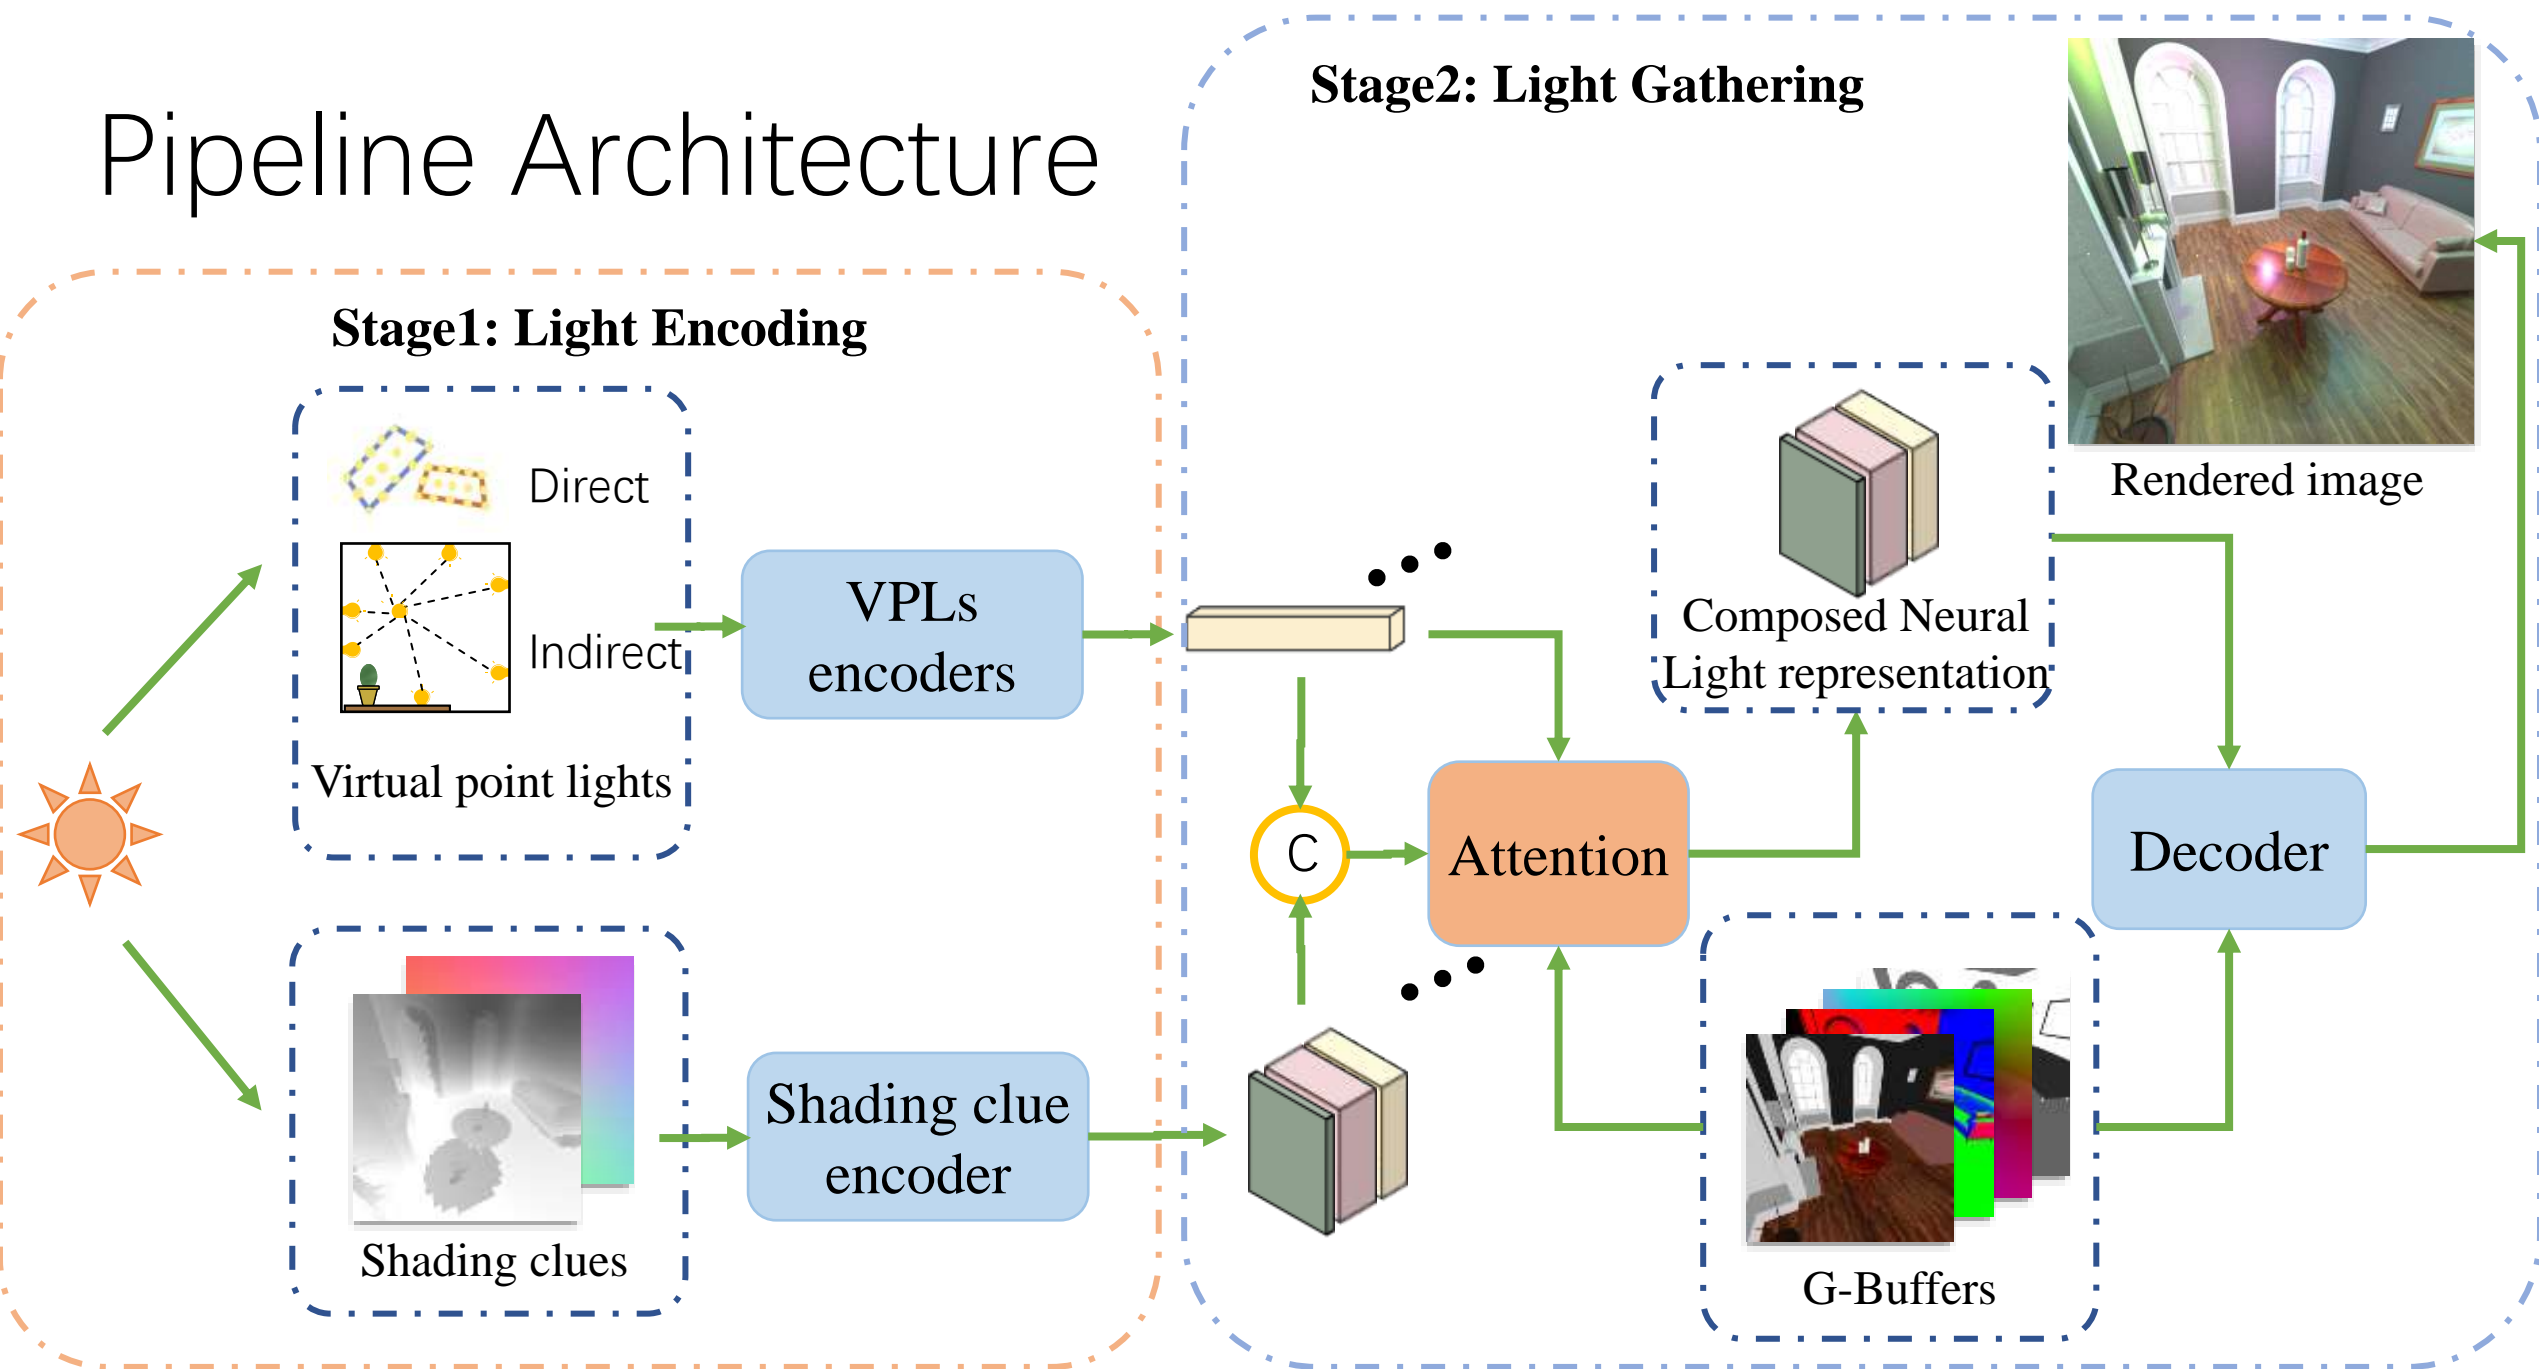 Pipeline Architecture
Stage1: Light Encoding
Direct
Indirect
Virtual point lights
VPLs
encoders
Shading clues
Shading clue
encoder
Stage2: Light Gathering
C
Attention
Composed Neural
Light representation
G-Buffers
Decoder
Rendered image